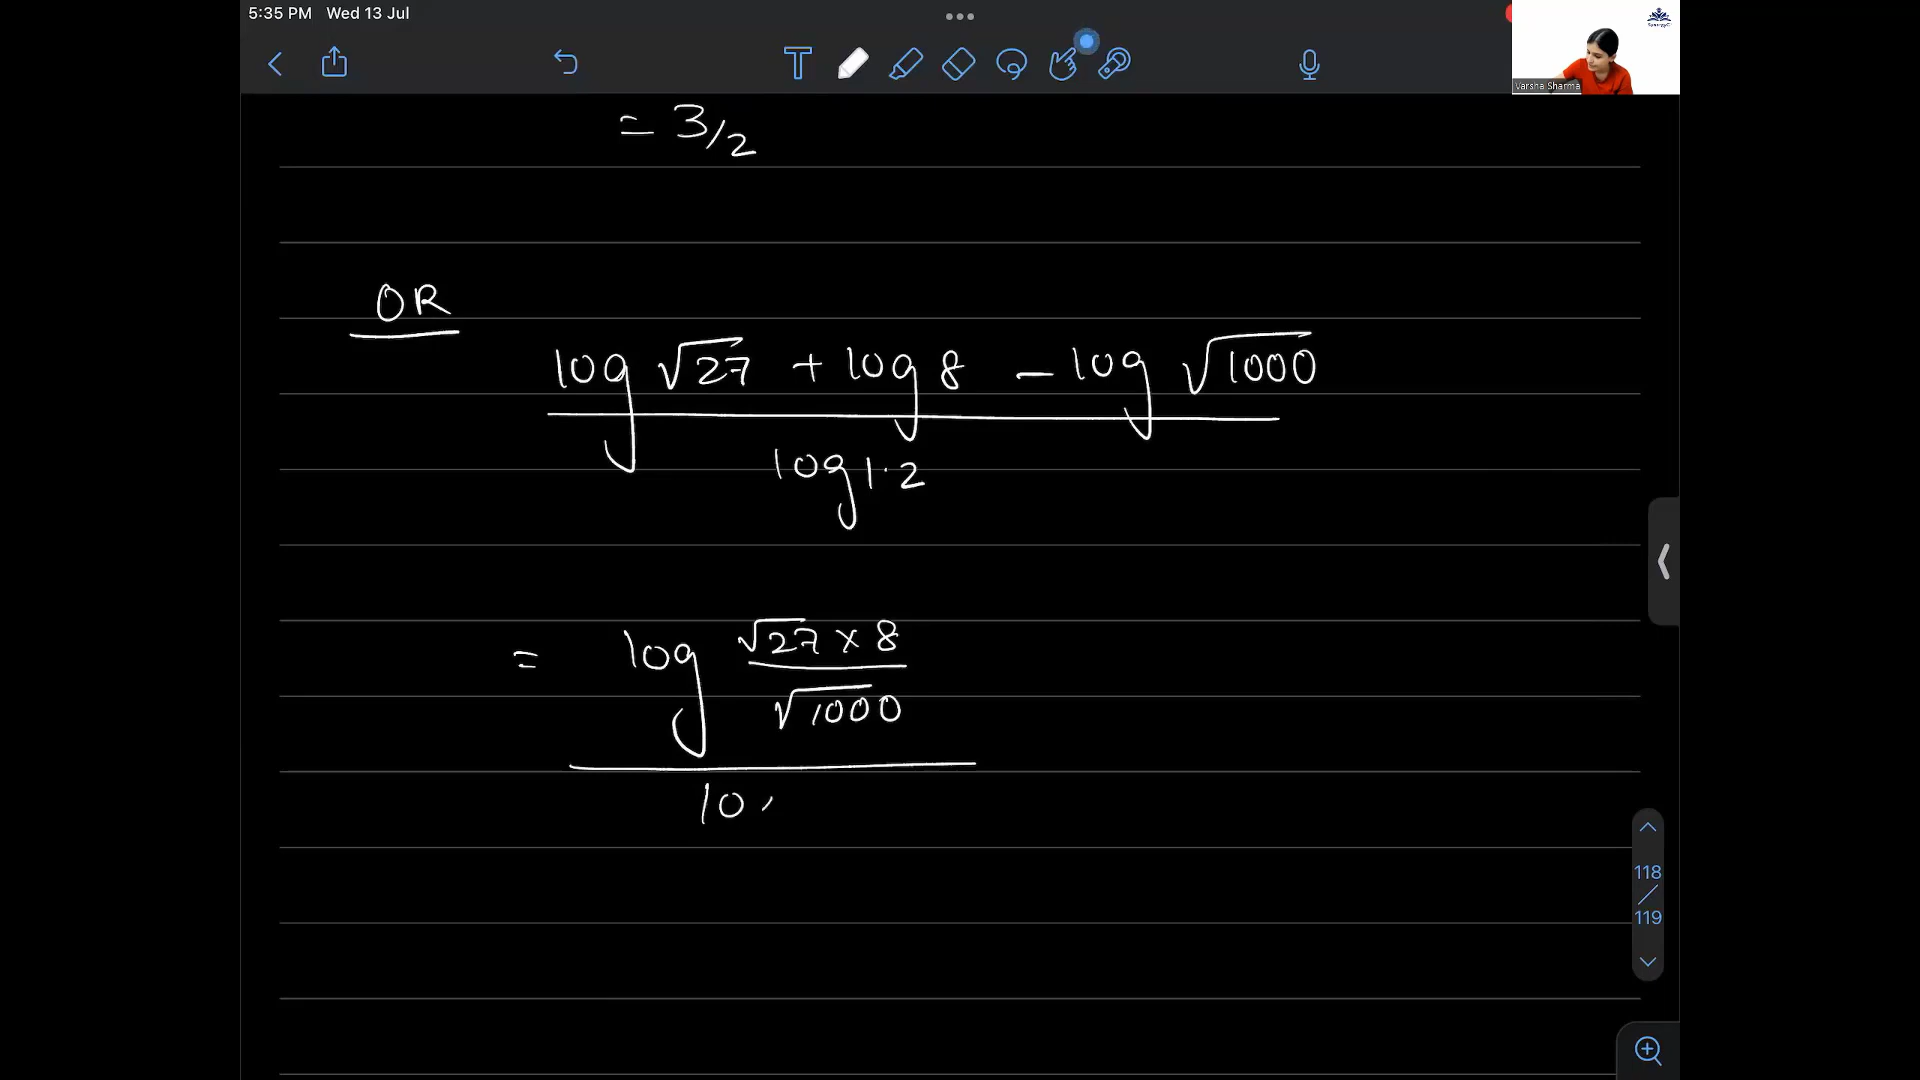 5:35 PM Wed 13 Jul
Varsha Sharma
= 3/2
OR
log √27 + log 8 - log √1000
log 1.2
= log √27 × 8
√1000
lo
118
119